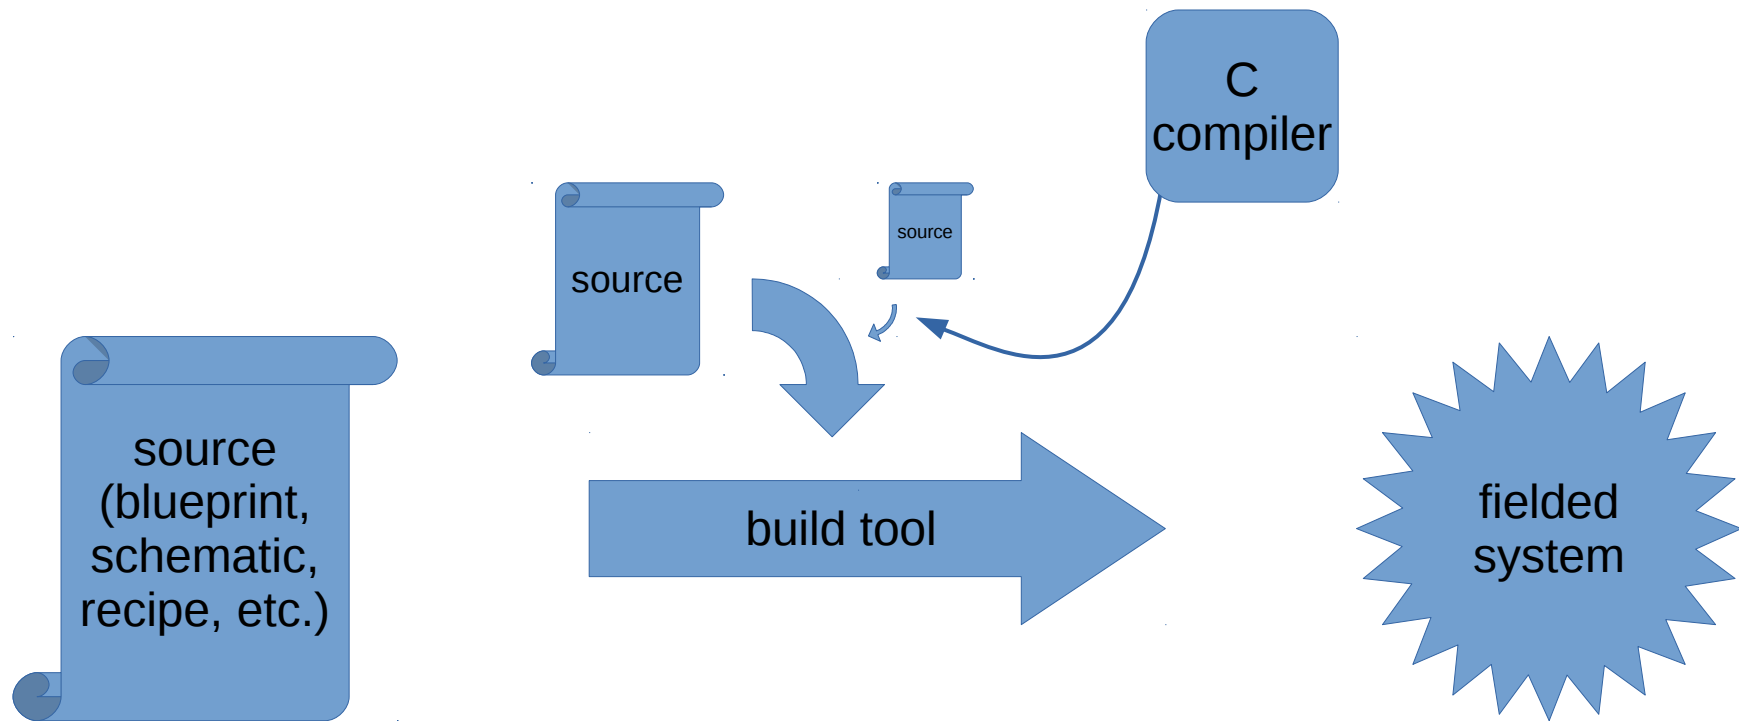 C
compiler
source
source
source
(blueprint,
schematic,
recipe, etc.)
build tool
fielded
system